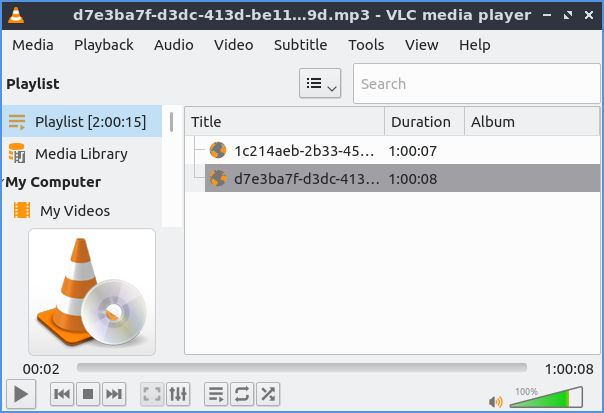 d7e3ba7f-d3dc-413d-be11...9d.mp3 - VLC media player
Media Playback Audio Video Subtitle Tools View Help
Playlist Search
Playlist [2:00:15]
Media Library
My Computer
My Videos
Title Duration Album
1c214aeb-2b33-45... 1:00:07
d7e3ba7f-d3dc-413... 1:00:08
00:02 1:00:08
100%